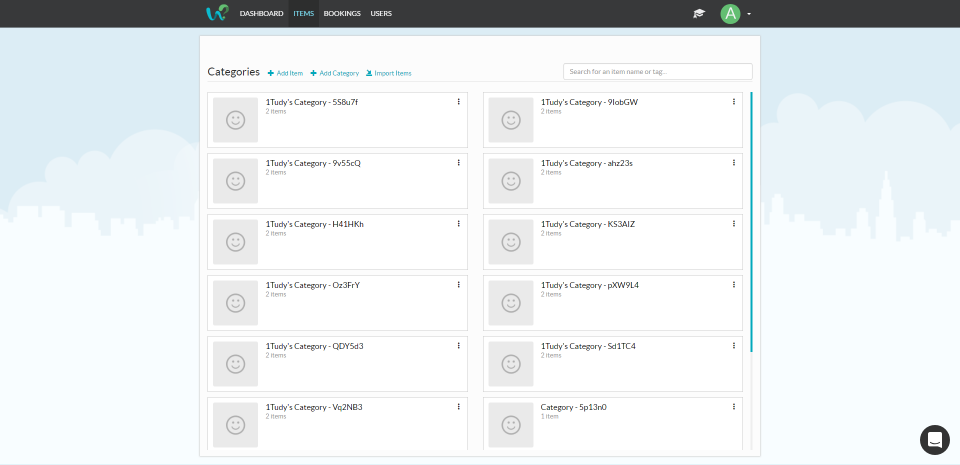 DASHBOARD ITEMS BOOKINGS USERS A
Categories + Add Item + Add Category Import Items Search for an item name or tag...
1Tudy's Category - 5S8u7f
2 items
1Tudy's Category - 9IobGW
2 items
1Tudy's Category - 9v55cQ
2 items
1Tudy's Category - ahz23s
2 items
1Tudy's Category - H41HKh
2 items
1Tudy's Category - KS3AIZ
2 items
1Tudy's Category - Oz3FrY
2 items
1Tudy's Category - pXW9L4
2 items
1Tudy's Category - QDY5d3
2 items
1Tudy's Category - Sd1TC4
2 items
1Tudy's Category - Vq2NB3
2 items
Category - 5p13n0
1 item